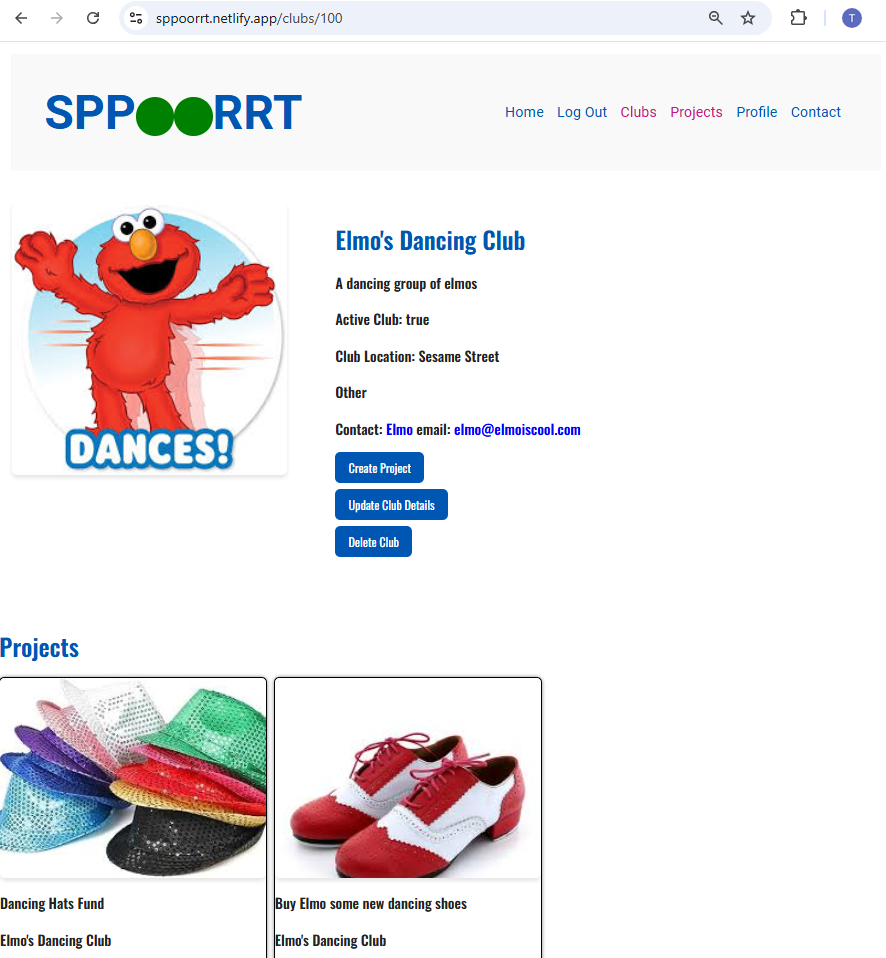 sppoorrt.netlify.app/clubs/100
T
SPPOORRT
Home Log Out Clubs Projects Profile Contact
DANCES!
Elmo's Dancing Club
A dancing group of elmos
Active Club: true
Club Location: Sesame Street
Other
Contact: Elmo email: elmo@elmoiscool.com
Create Project
Update Club Details
Delete Club
Projects
Dancing Hats Fund
Elmo's Dancing Club
Buy Elmo some new dancing shoes
Elmo's Dancing Club